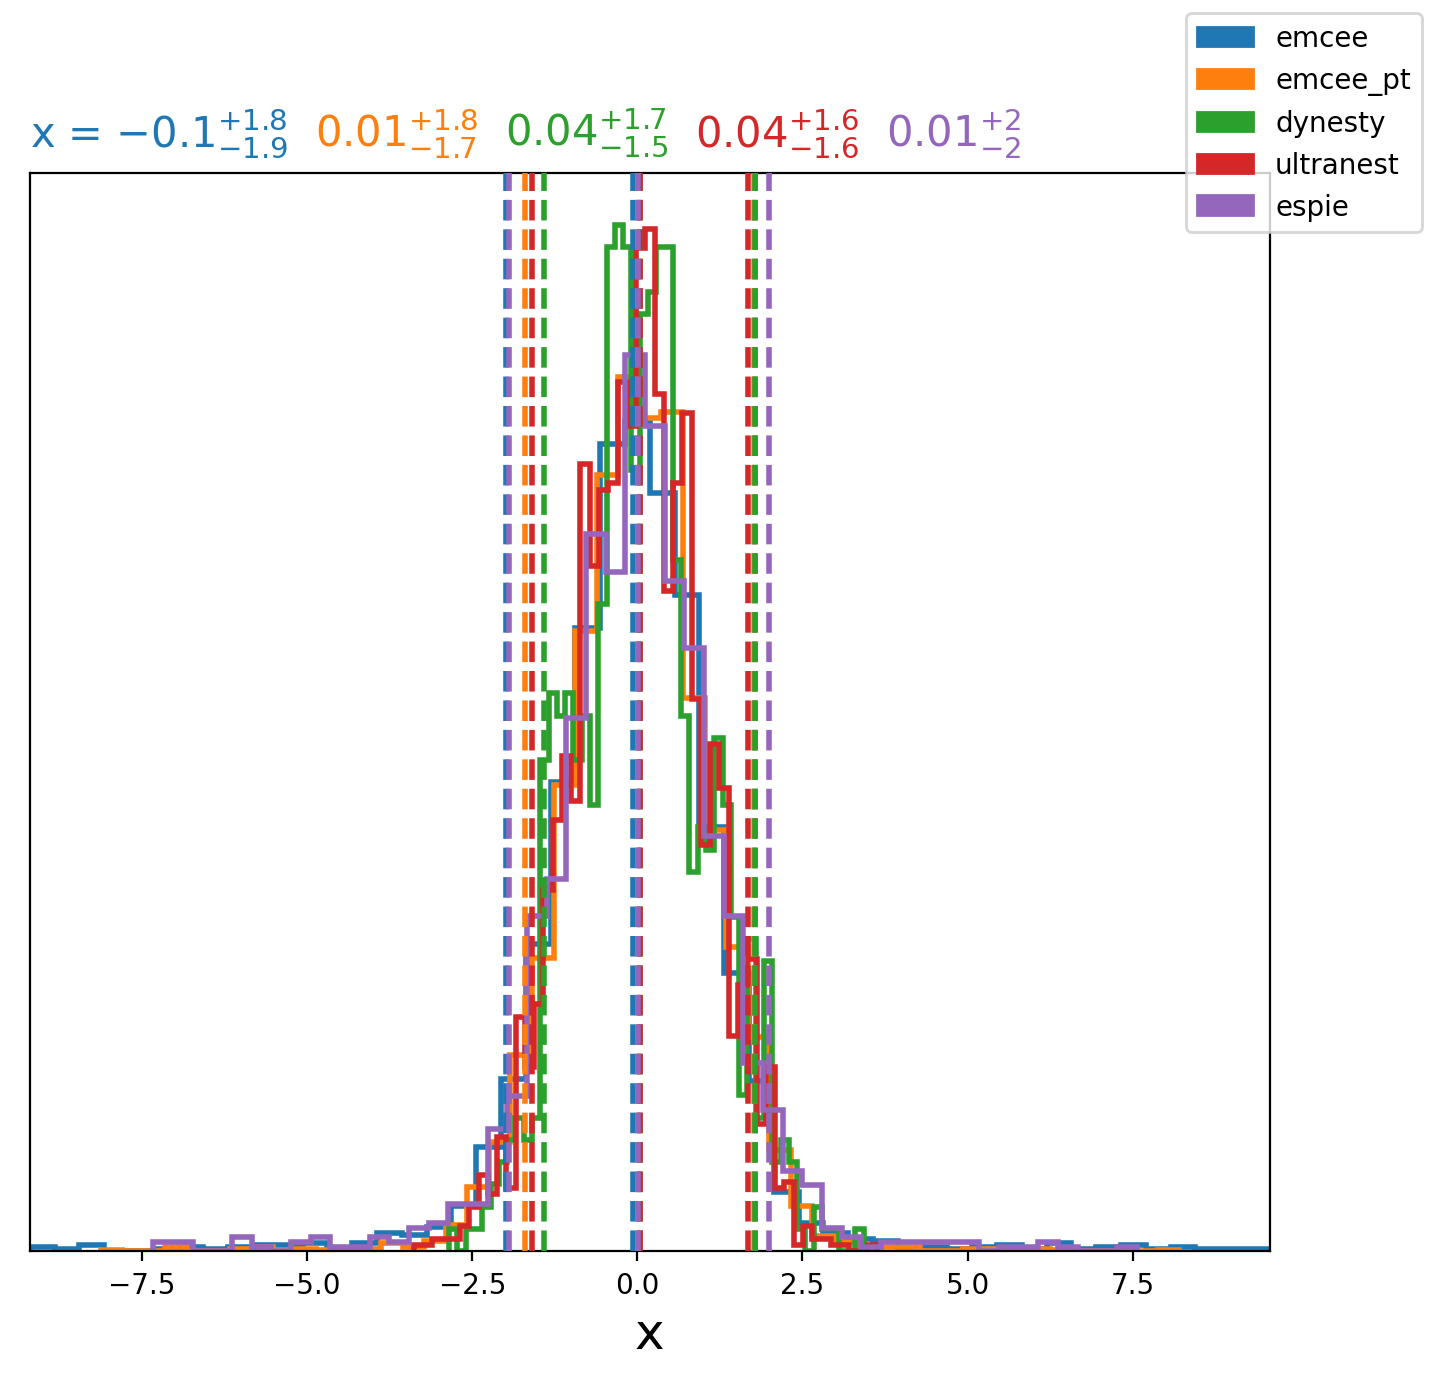 emcee
emcee_pt
dynesty
ultranest
espie
x = −0.1 +1.8 −1.9 0.01 +1.8 −1.7 0.04 +1.7 −1.5 0.04 +1.6 −1.6 0.01 +2 −2
−7.5 −5.0 −2.5 0.0 2.5 5.0 7.5
x